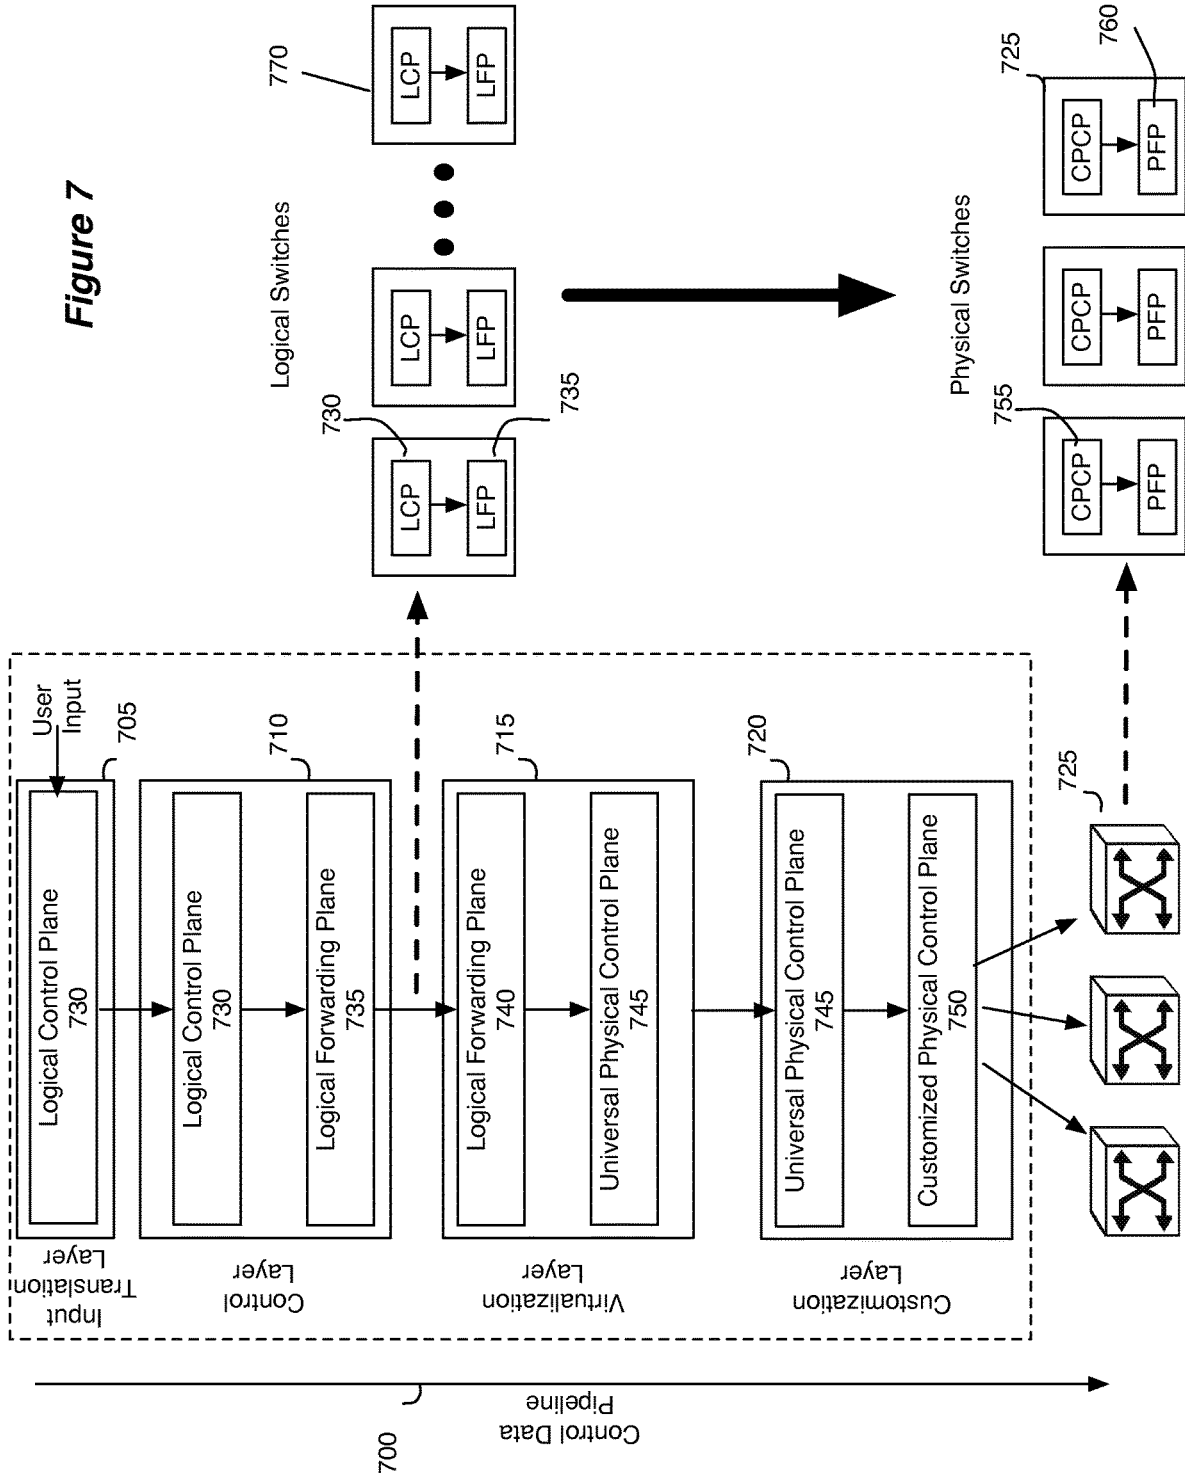 Figure 7
User
Input
Logical Control Plane
730
705
Input
Translation
Layer
Logical Control Plane
730
Logical Forwarding Plane
735
710
Control
Layer
Logical Forwarding Plane
740
Universal Physical Control Plane
745
715
Virtualization
Layer
Universal Physical Control Plane
745
Customized Physical Control Plane
750
720
Customization
Layer
725
700
Control Data
Pipeline
Logical Switches
LCP
LFP
730
735
LCP
LFP
LCP
LFP
770
Physical Switches
CPCP
PFP
755
CPCP
PFP
CPCP
PFP
725
760